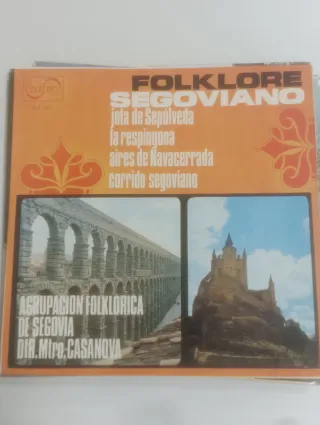 FOLKLORE
SEGOVIANO
jota de Sepúlveda
la respingona
aires de Navacerrada
corrido segoviano
AGRUPACION FOLKLORICA
DE SEGOVIA
DIR. Mtro. CASANOVA